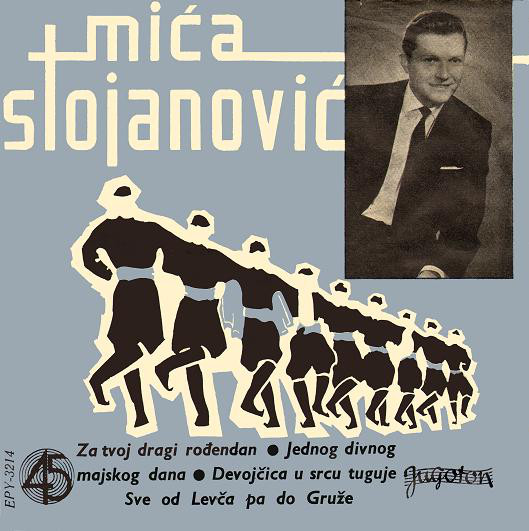 mića
stojanović
Za tvoj dragi rođendan ● Jednog divnog
majskog dana ● Devojčica u srcu tuguje
Sve od Levča pa do Gruže
jugoton
45
EPY-3214